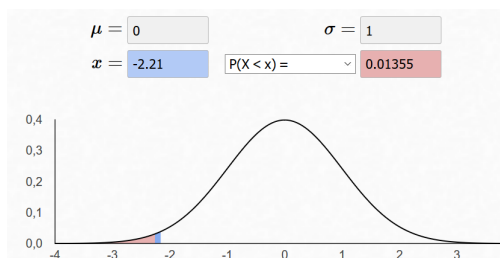 μ = 0 σ = 1
x = -2.21 P(X < x) = 0.01355
0,4
0,3
0,2
0,1
0,0
-4 -3 -2 -1 0 1 2 3